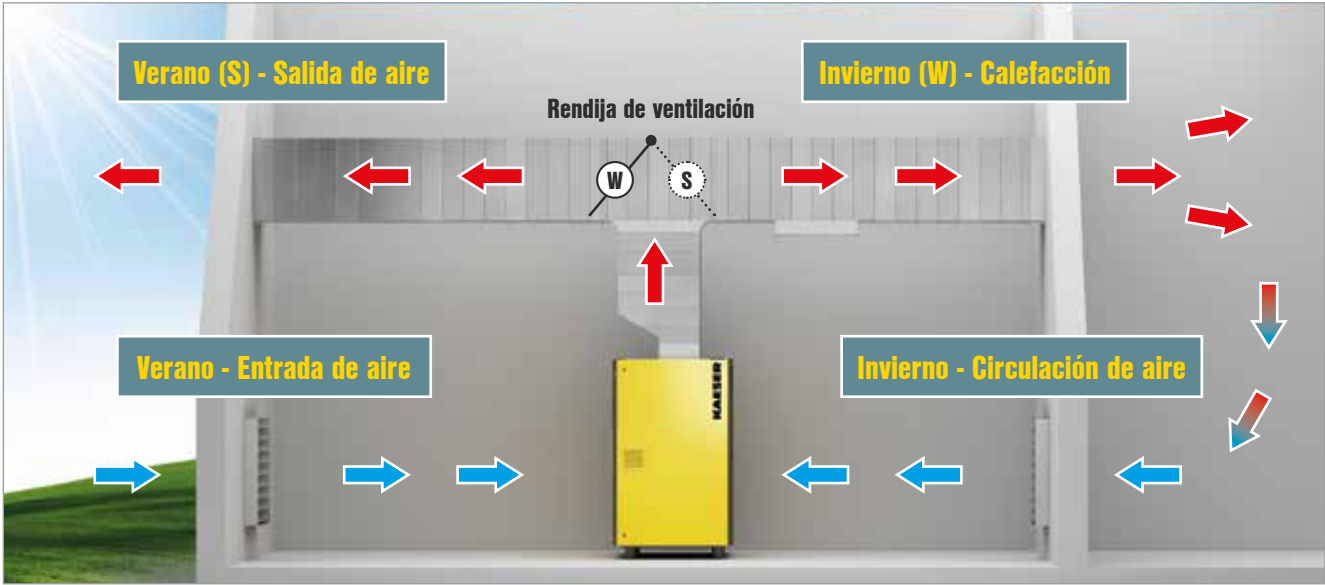 Verano (S) - Salida de aire
Invierno (W) - Calefacción
Rendija de ventilación
W
S
Verano - Entrada de aire
Invierno - Circulación de aire
KAESER